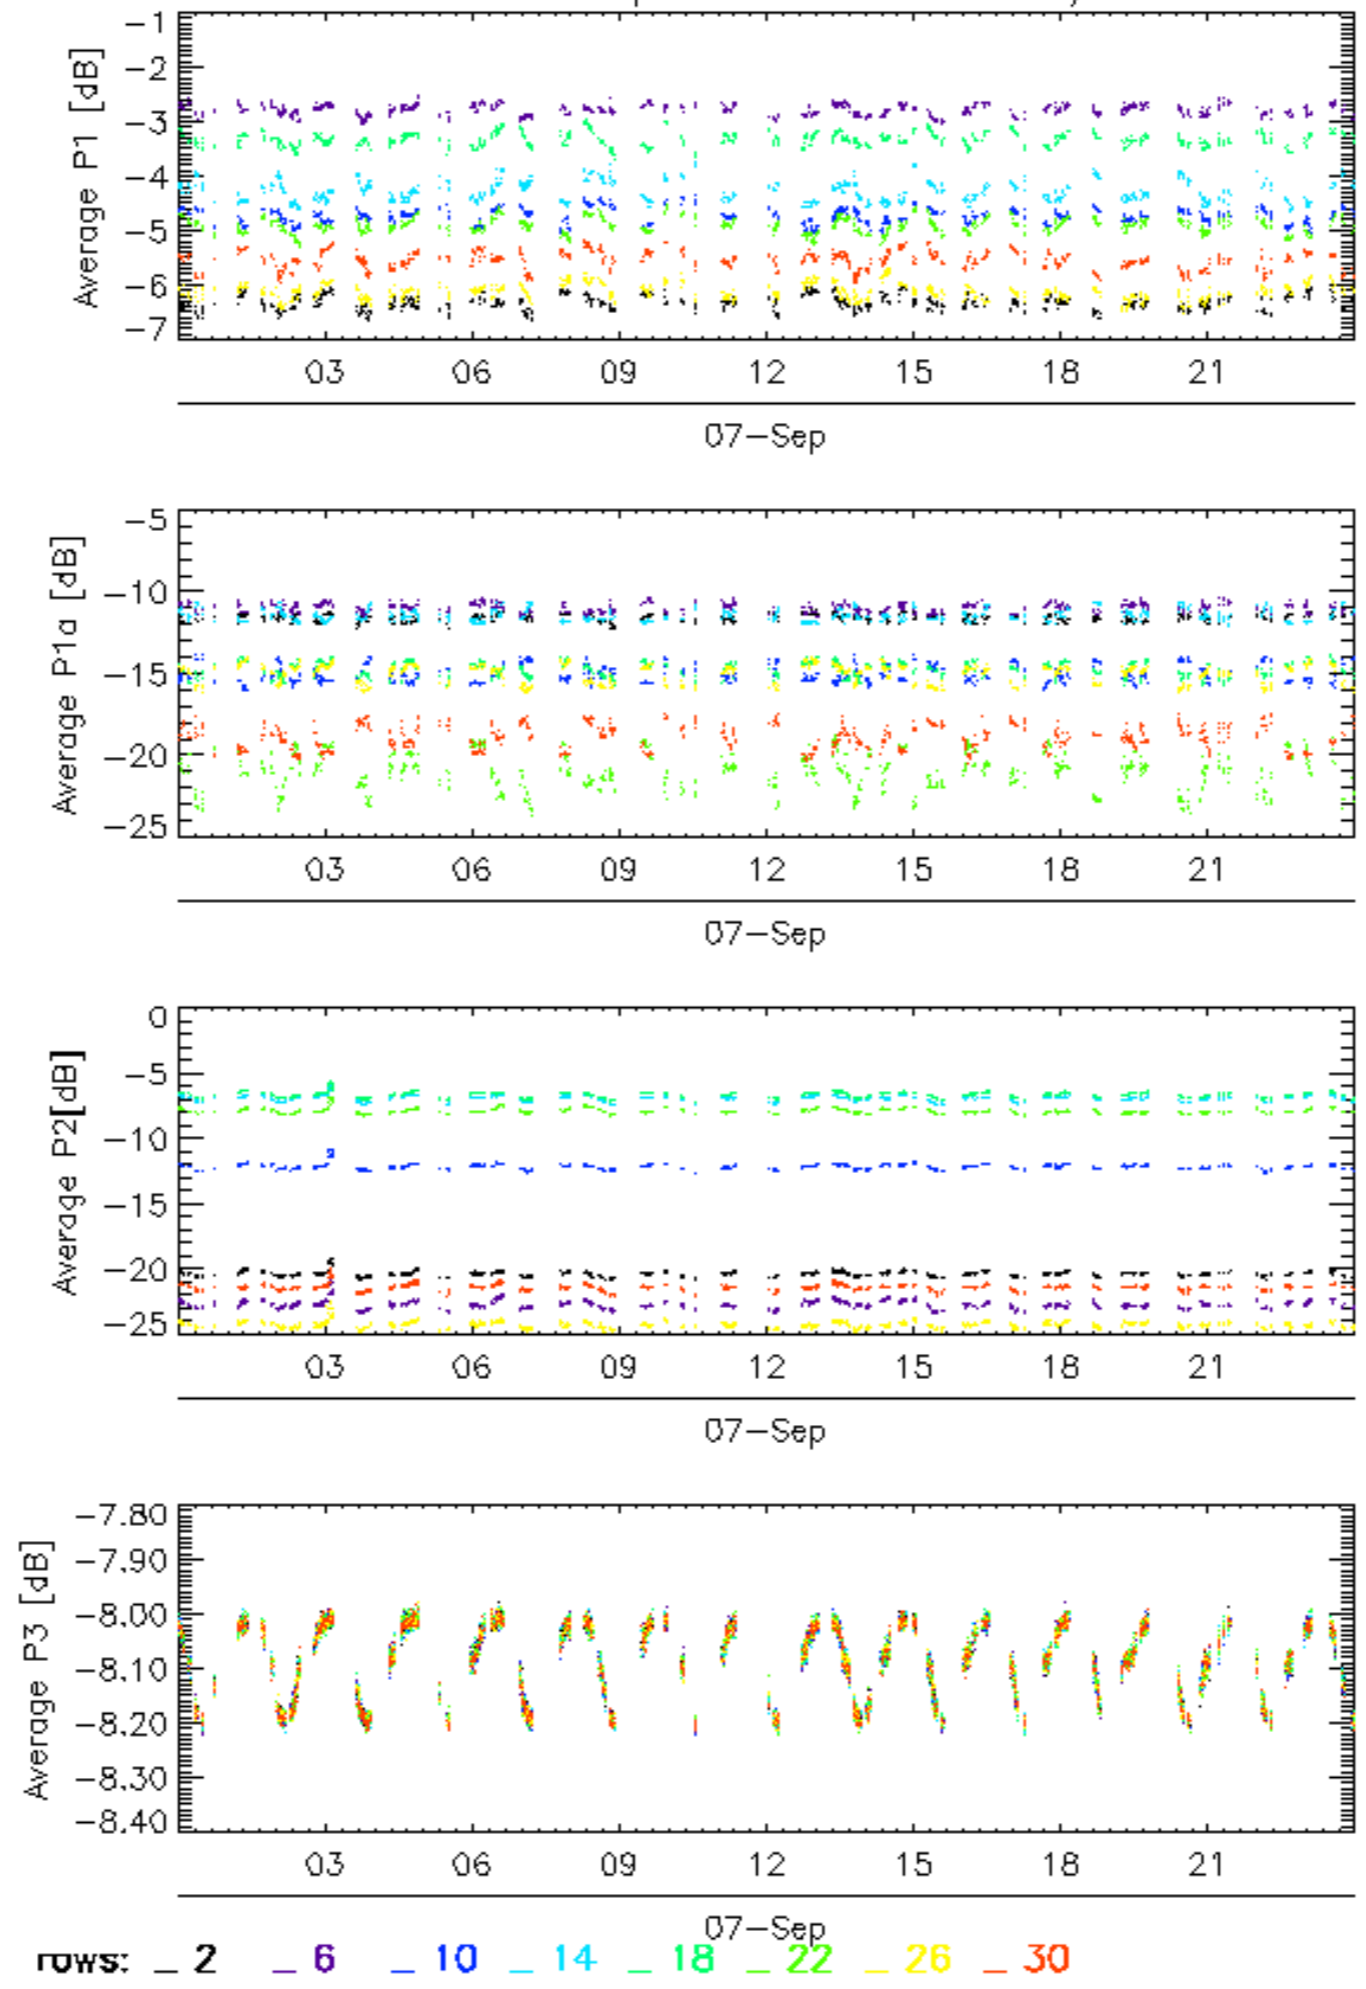 Average P1 [dB]
-1
-2
-3
-4
-5
-6
-7
03 06 09 12 15 18 21
07-Sep
Average P1a [dB]
-5
-10
-15
-20
-25
03 06 09 12 15 18 21
07-Sep
Average P2[dB]
0
-5
-10
-15
-20
-25
03 06 09 12 15 18 21
07-Sep
Average P3 [dB]
-7.80
-7.90
-8.00
-8.10
-8.20
-8.30
-8.40
03 06 09 12 15 18 21
07-Sep
rows: _ 2 _ 6 _ 10 _ 14 _ 18 _ 22 _ 26 _ 30